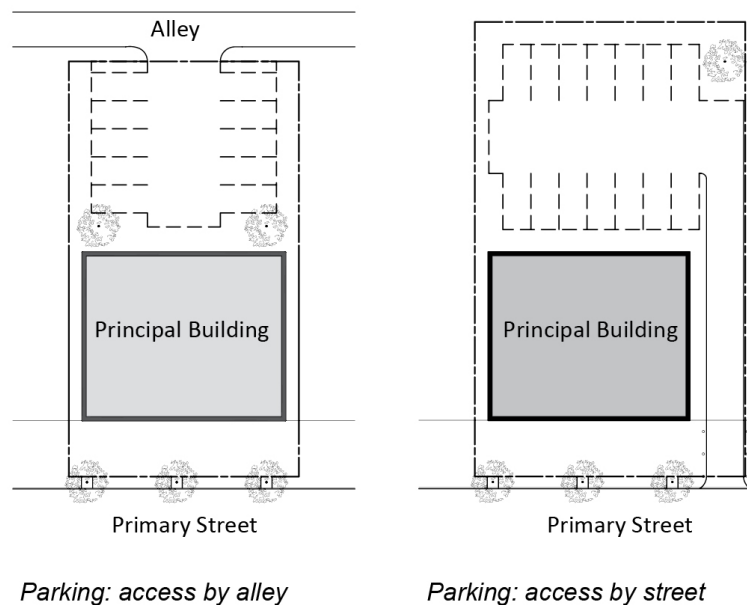 Alley
Principal Building
Principal Building
Primary Street
Primary Street
Parking: access by alley
Parking: access by street